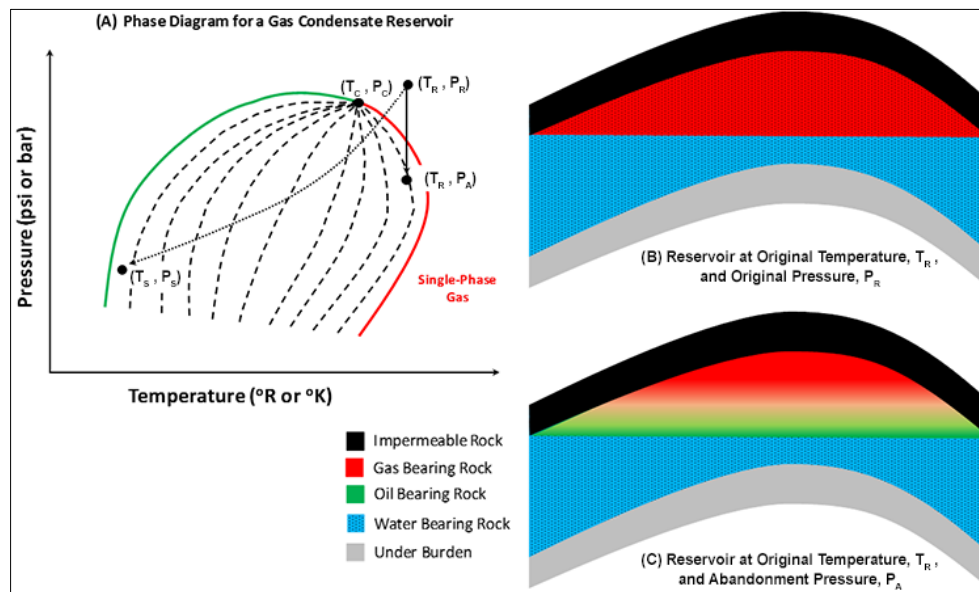 (A) Phase Diagram for a Gas Condensate Reservoir
Pressure (psi or bar)
(T_C , P_C)
(T_R , P_R)
(T_R , P_A)
(T_S , P_S)
Single-Phase
Gas
Temperature (ºR or ºK)
Impermeable Rock
Gas Bearing Rock
Oil Bearing Rock
Water Bearing Rock
Under Burden
(B) Reservoir at Original Temperature, T_R ,
and Original Pressure, P_R
(C) Reservoir at Original Temperature, T_R ,
and Abandonment Pressure, P_A